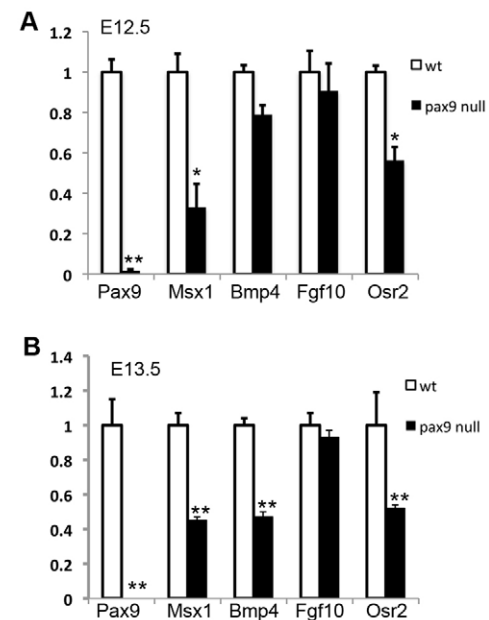 A
E12.5
1.2
1
0.8
0.6
0.4
0.2
0
wt
pax9 null
**
*
*
Pax9 Msx1 Bmp4 Fgf10 Osr2
B
E13.5
1.4
1.2
1
0.8
0.6
0.4
0.2
0
wt
pax9 null
**
**
**
**
Pax9 Msx1 Bmp4 Fgf10 Osr2